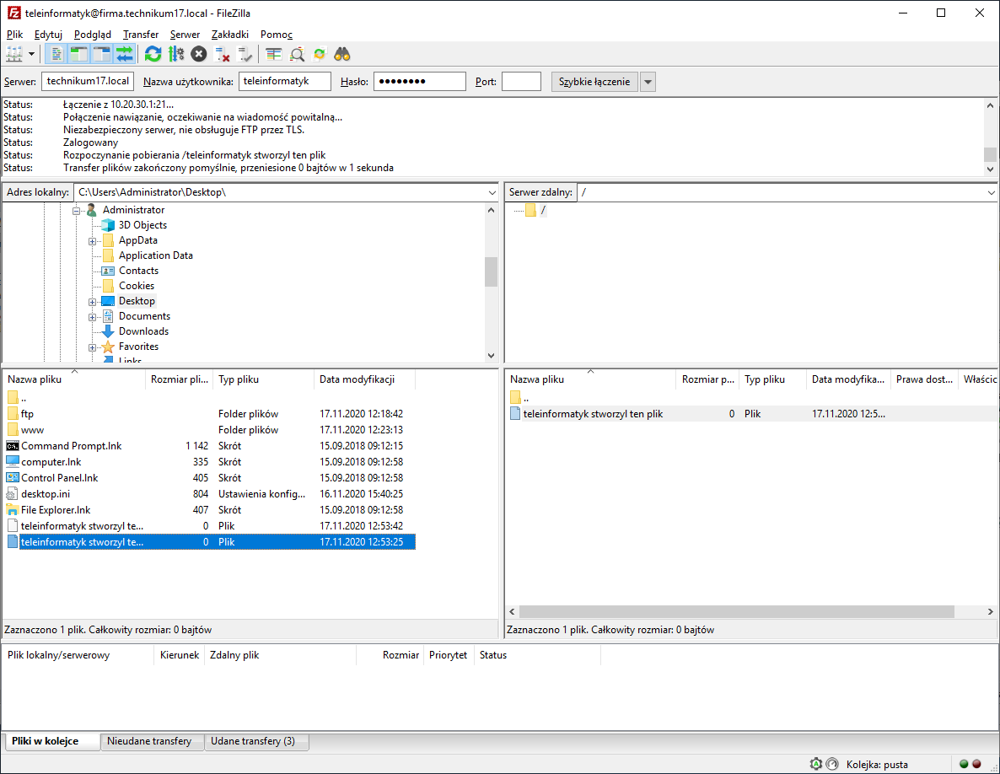 teleinformatyk@firma.technikum17.local - FileZilla
Plik Edytuj Podgląd Transfer Serwer Zakładki Pomoc
Serwer: technikum17.local Nazwa użytkownika: teleinformatyk Hasło: ●●●●●●●● Port: Szybkie łączenie
Status: Łączenie z 10.20.30.1:21...
Status: Połączenie nawiązanie, oczekiwanie na wiadomość powitalną...
Status: Niezabezpieczony serwer, nie obsługuje FTP przez TLS.
Status: Zalogowany
Status: Rozpoczynanie pobierania /teleinformatyk stworzyl ten plik
Status: Transfer plików zakończony pomyślnie, przeniesione 0 bajtów w 1 sekunda
Adres lokalny: C:\Users\Administrator\Desktop\
Administrator
3D Objects
AppData
Application Data
Contacts
Cookies
Desktop
Documents
Downloads
Favorites
Links
Serwer zdalny: /
/
Nazwa pliku Rozmiar pli... Typ pliku Data modyfikacji
..
ftp Folder plików 17.11.2020 12:18:42
www Folder plików 17.11.2020 12:23:13
Command Prompt.lnk 1 142 Skrót 15.09.2018 09:12:15
computer.lnk 335 Skrót 15.09.2018 09:12:58
Control Panel.lnk 405 Skrót 15.09.2018 09:12:58
desktop.ini 804 Ustawienia konfig... 16.11.2020 15:40:25
File Explorer.lnk 407 Skrót 15.09.2018 09:12:58
teleinformatyk stworzyl te... 0 Plik 17.11.2020 12:53:42
teleinformatyk stworzyl te... 0 Plik 17.11.2020 12:53:25
Zaznaczono 1 plik. Całkowity rozmiar: 0 bajtów
Nazwa pliku Rozmiar p... Typ pliku Data modyfika... Prawa dost... Właścic
..
teleinformatyk stworzyl ten plik 0 Plik 17.11.2020 12:5...
Zaznaczono 1 plik. Całkowity rozmiar: 0 bajtów
Plik lokalny/serwerowy Kierunek Zdalny plik Rozmiar Priorytet Status
Pliki w kolejce Nieudane transfery Udane transfery (3)
Kolejka: pusta